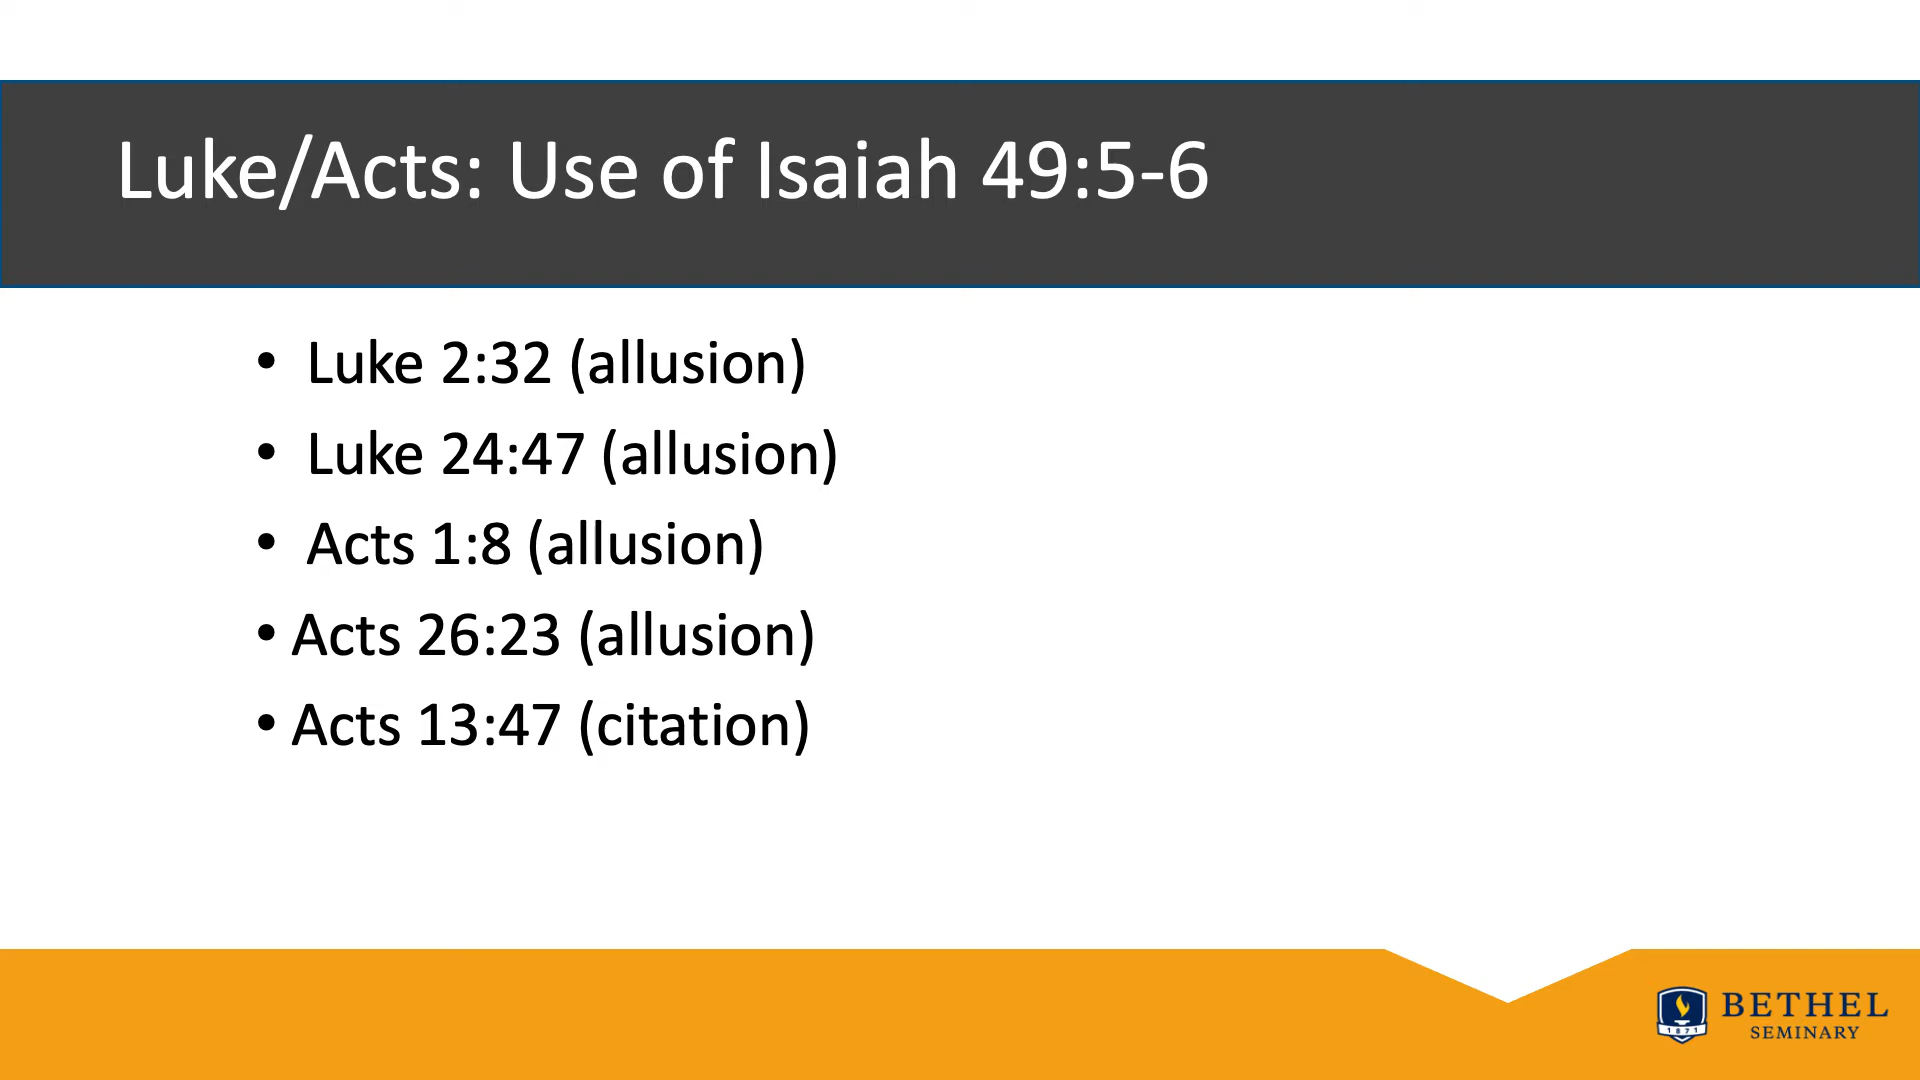 Luke/Acts: Use of Isaiah 49:5-6
• Luke 2:32 (allusion)
• Luke 24:47 (allusion)
• Acts 1:8 (allusion)
• Acts 26:23 (allusion)
• Acts 13:47 (citation)
1871
BETHEL
SEMINARY